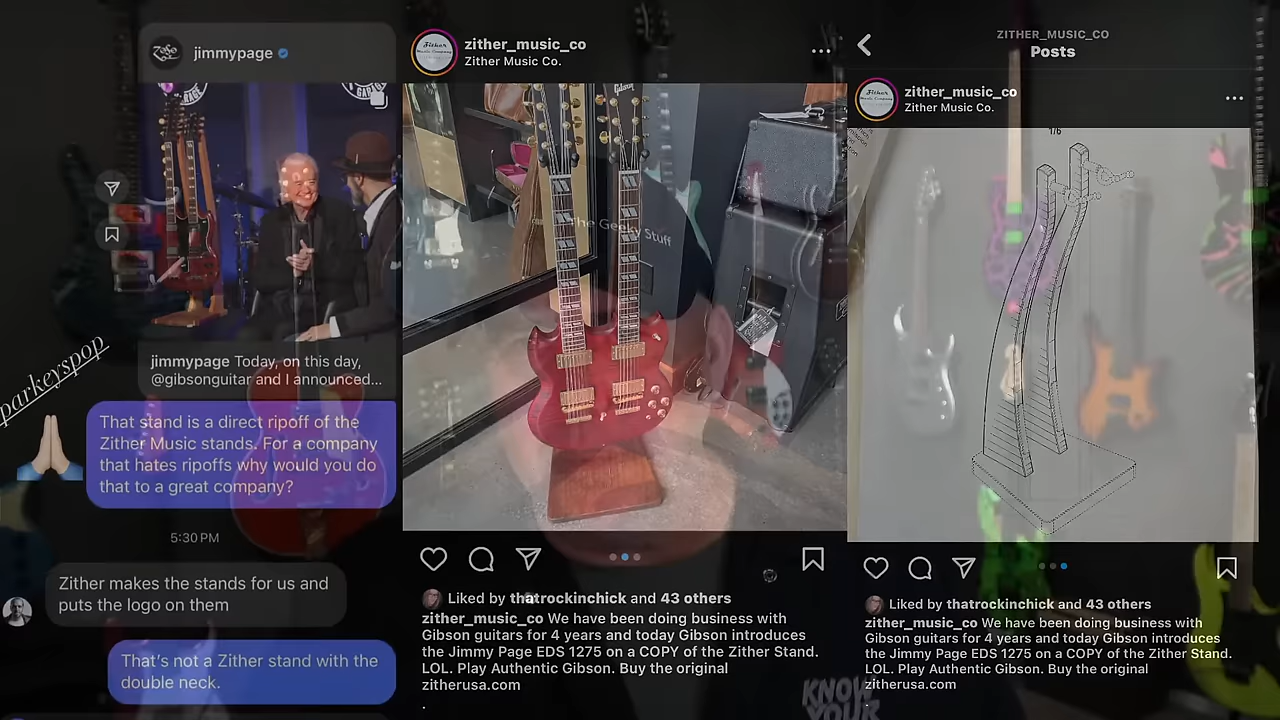 jimmypage
jimmypage Today, on this day,
@gibsonguitar and I announced...
parkeyspop
That stand is a direct ripoff of the
Zither Music stands. For a company
that hates ripoffs why would you do
that to a great company?
5:30 PM
Zither makes the stands for us and
puts the logo on them
That's not a Zither stand with the
double neck.
zither_music_co
Zither Music Co.
The Geeky Stuff
Liked by thatrockinchick and 43 others
zither_music_co We have been doing business with
Gibson guitars for 4 years and today Gibson introduces
the Jimmy Page EDS 1275 on a COPY of the Zither Stand.
LOL. Play Authentic Gibson. Buy the original
zitherusa.com
.
KNOW
YOUR
ZITHER_MUSIC_CO
Posts
zither_music_co
Zither Music Co.
1/6
Liked by thatrockinchick and 43 others
zither_music_co We have been doing business with
Gibson guitars for 4 years and today Gibson introduces
the Jimmy Page EDS 1275 on a COPY of the Zither Stand.
LOL. Play Authentic Gibson. Buy the original
zitherusa.com